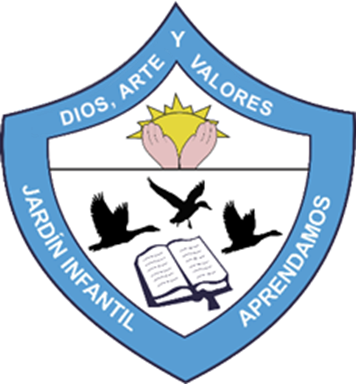 DIOS, ARTE Y VALORES
JARDÍN INFANTIL
APRENDAMOS